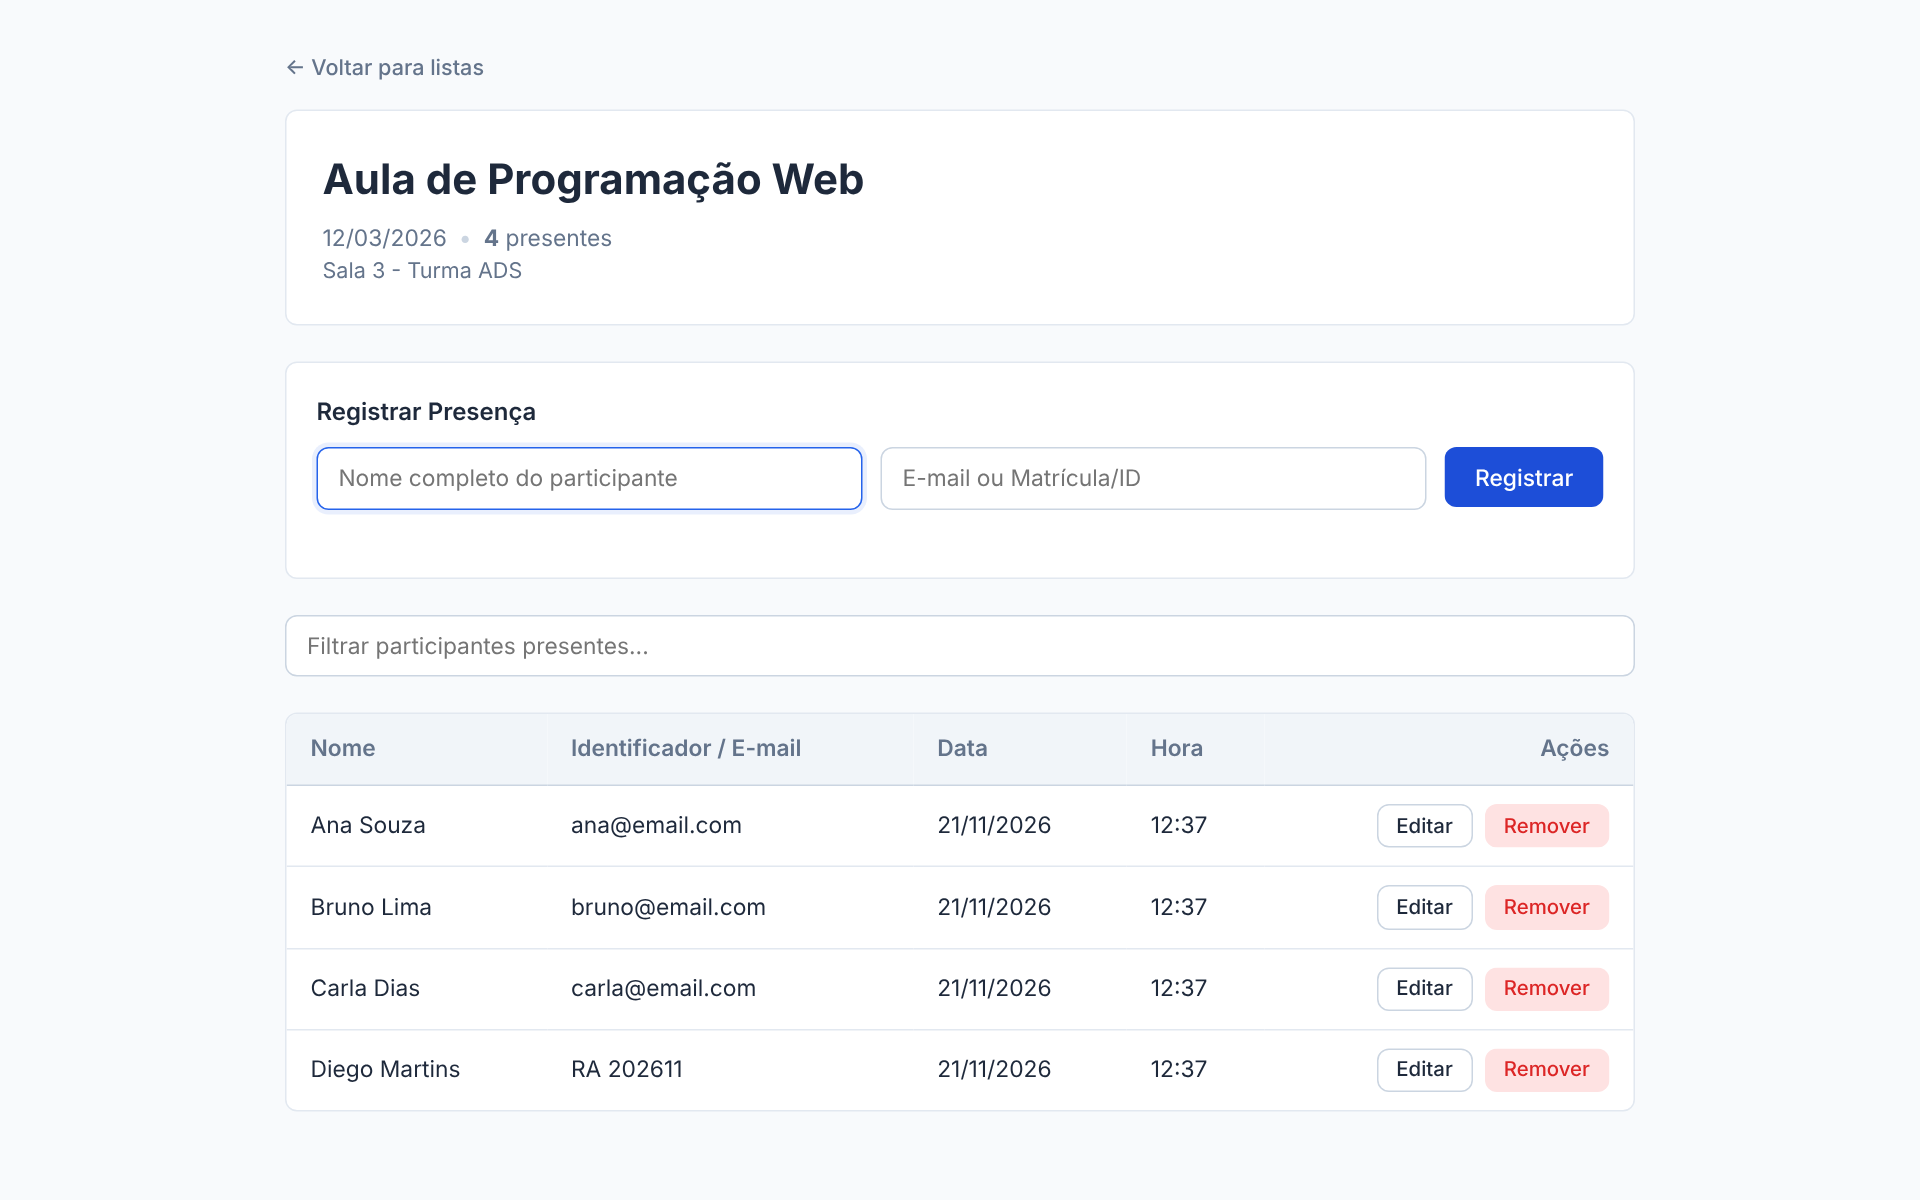 ← Voltar para listas
Aula de Programação Web
12/03/2026 • 4 presentes
Sala 3 - Turma ADS
Registrar Presença
Nome completo do participante E-mail ou Matrícula/ID Registrar
Filtrar participantes presentes...
Nome Identificador / E-mail Data Hora Ações
Ana Souza ana@email.com 21/11/2026 12:37 Editar Remover
Bruno Lima bruno@email.com 21/11/2026 12:37 Editar Remover
Carla Dias carla@email.com 21/11/2026 12:37 Editar Remover
Diego Martins RA 202611 21/11/2026 12:37 Editar Remover